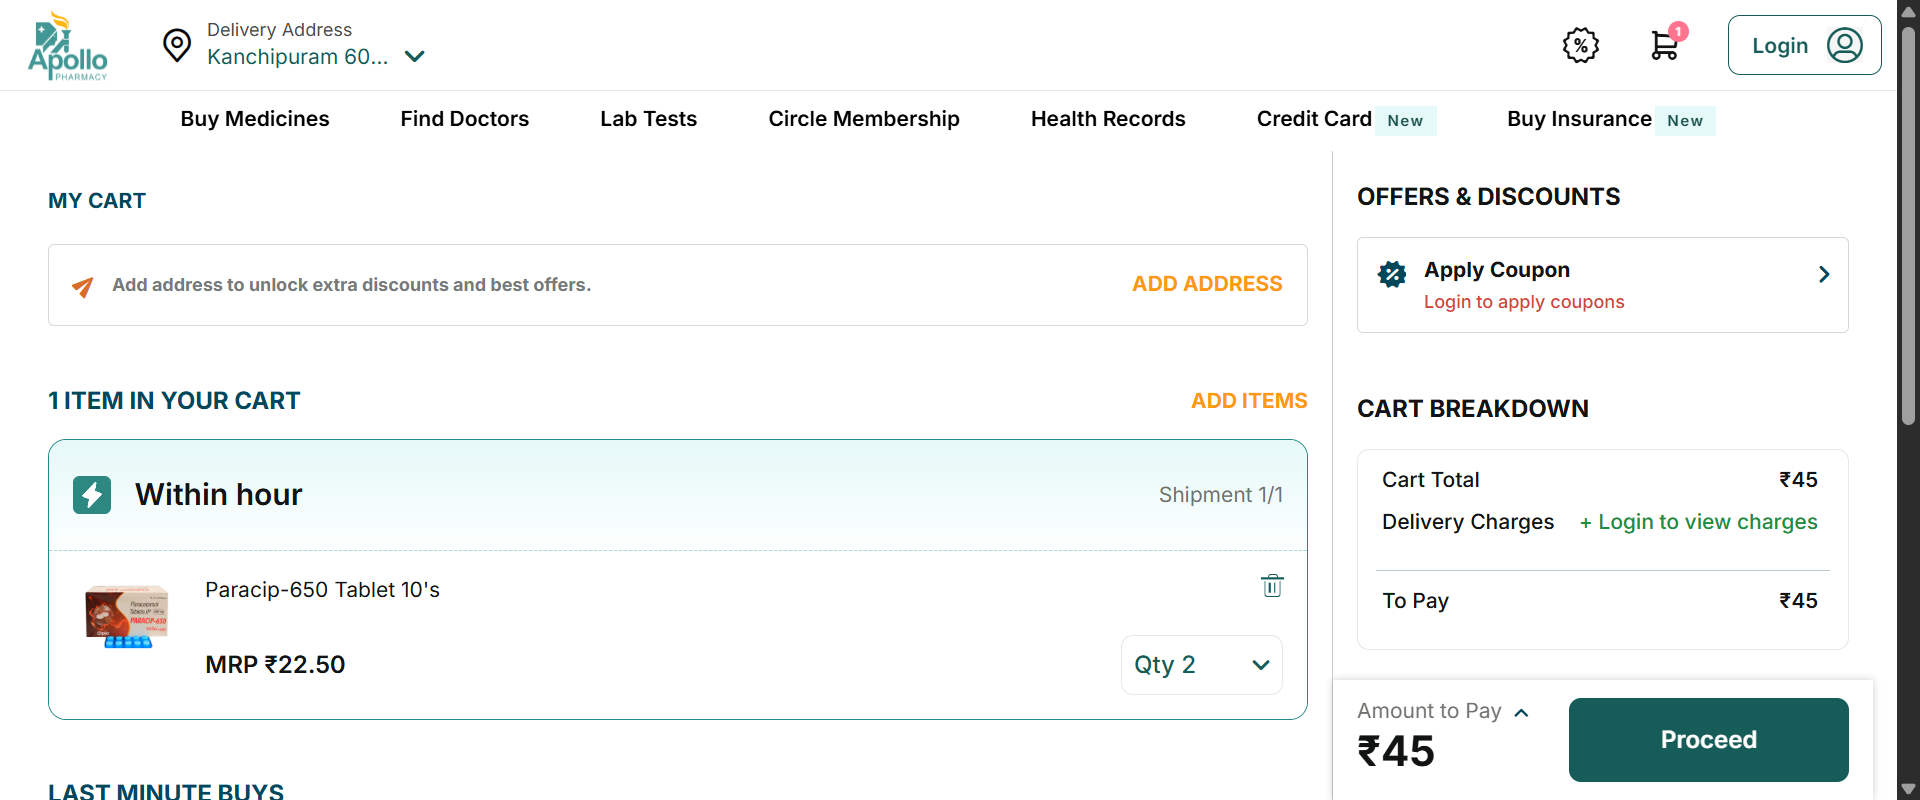 Apollo
PHARMACY
Delivery Address
Kanchipuram 60...
%
1
Login
Buy Medicines
Find Doctors
Lab Tests
Circle Membership
Health Records
Credit Card New
Buy Insurance New
MY CART
Add address to unlock extra discounts and best offers.
ADD ADDRESS
1 ITEM IN YOUR CART
ADD ITEMS
Within hour
Shipment 1/1
Paracip-650 Tablet 10's
PARACIP-650
MRP ₹22.50
Qty 2
LAST MINUTE BUYS
OFFERS & DISCOUNTS
Apply Coupon
Login to apply coupons
CART BREAKDOWN
Cart Total ₹45
Delivery Charges + Login to view charges
To Pay ₹45
Amount to Pay
₹45
Proceed